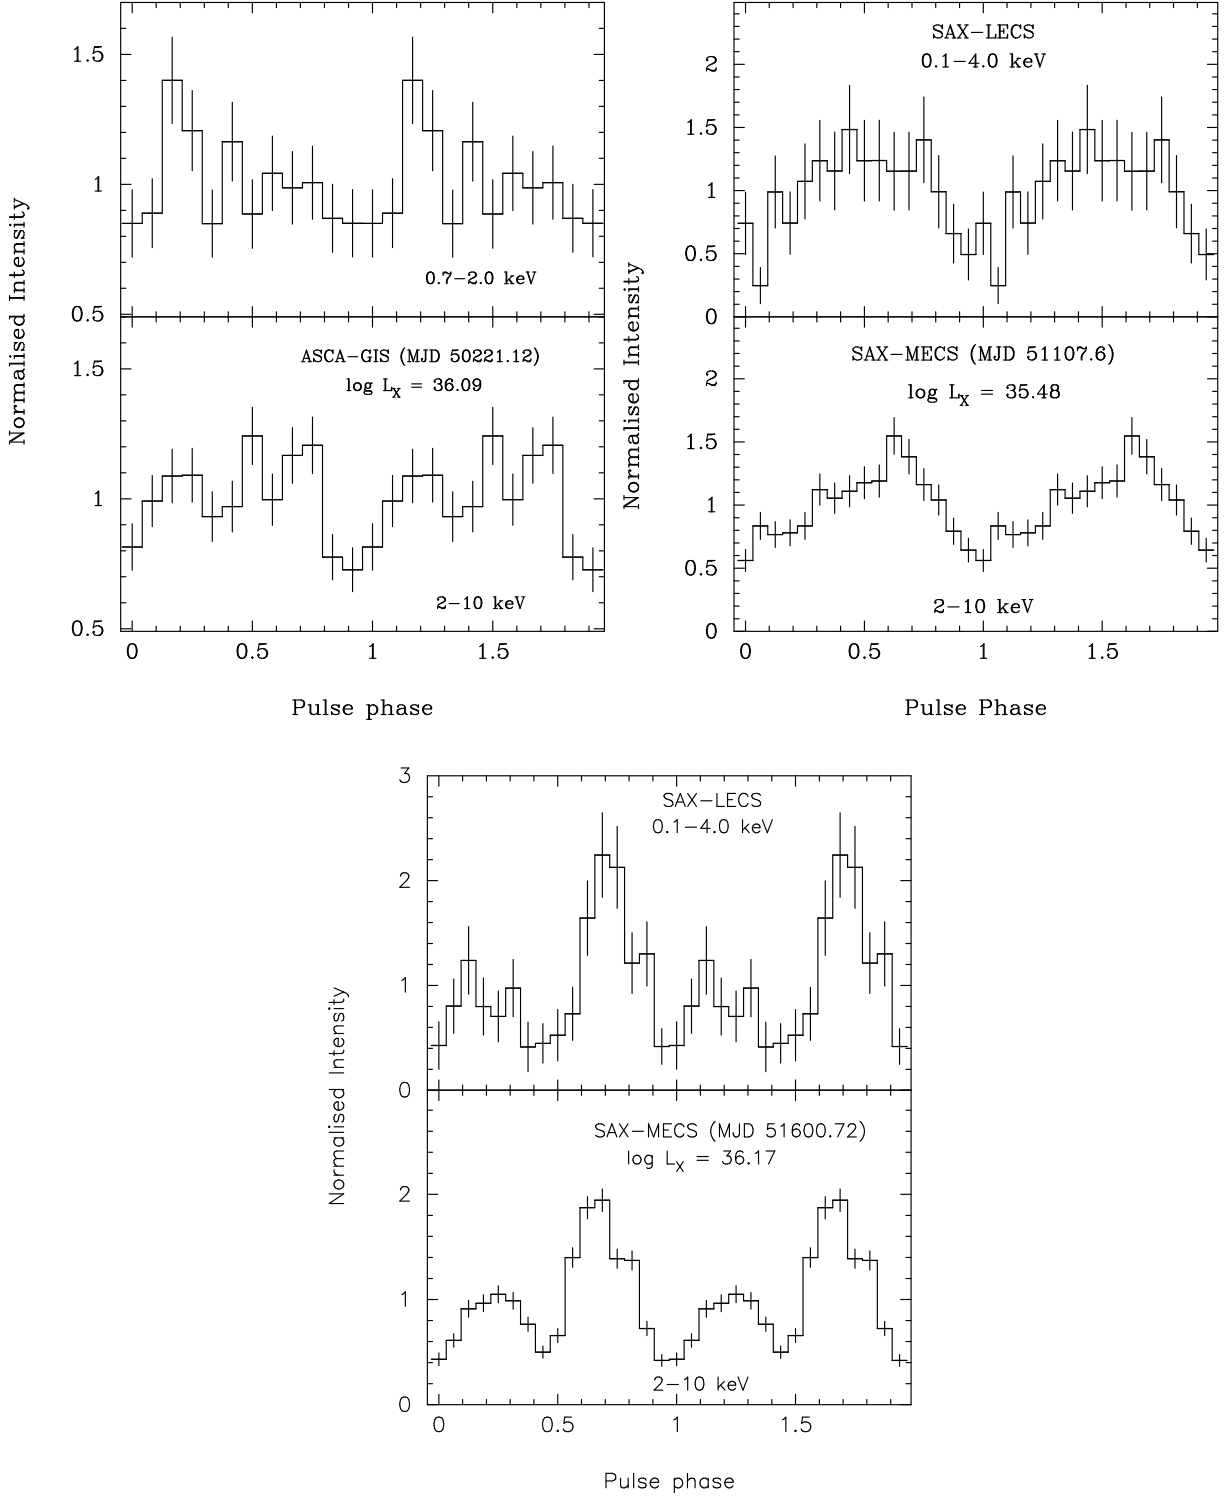 1.5
1
0.7−2.0 keV
0.5
Normalised Intensity
ASCA−GIS (MJD 50221.12)
log L_X = 36.09
1.5
1
2−10 keV
0.5
0 0.5 1 1.5
Pulse phase
SAX−LECS
0.1−4.0 keV
2
1.5
1
0.5
0
Normalised Intensity
SAX−MECS (MJD 51107.6)
log L_X = 35.48
2
1.5
1
0.5
2−10 keV
0
0 0.5 1 1.5
Pulse Phase
3
SAX−LECS
0.1−4.0 keV
2
1
0
Normalised Intensity
SAX−MECS (MJD 51600.72)
log L_X = 36.17
2
1
2−10 keV
0
0 0.5 1 1.5
Pulse phase